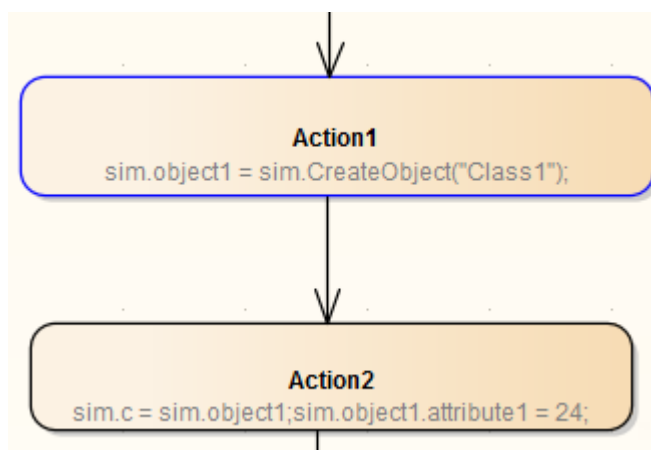 Action1
sim.object1 = sim.CreateObject("Class1");
Action2
sim.c = sim.object1;sim.object1.attribute1 = 24;